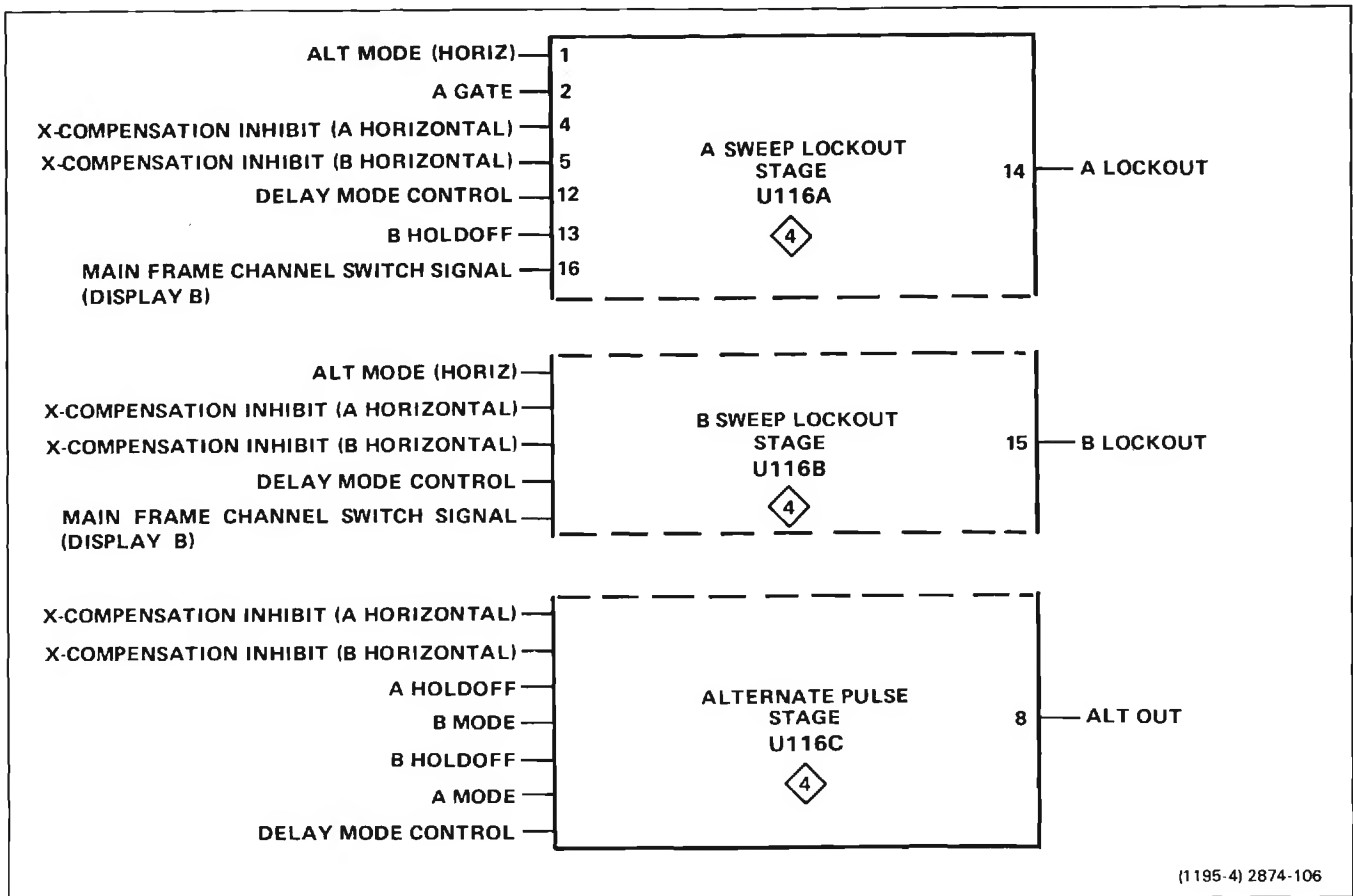 ALT MODE (HORIZ) 1
A GATE 2
X-COMPENSATION INHIBIT (A HORIZONTAL) 4
X-COMPENSATION INHIBIT (B HORIZONTAL) 5
DELAY MODE CONTROL 12
B HOLDOFF 13
MAIN FRAME CHANNEL SWITCH SIGNAL 16
(DISPLAY B)
A SWEEP LOCKOUT
STAGE
U116A
4
14 A LOCKOUT
ALT MODE (HORIZ)
X-COMPENSATION INHIBIT (A HORIZONTAL)
X-COMPENSATION INHIBIT (B HORIZONTAL)
DELAY MODE CONTROL
MAIN FRAME CHANNEL SWITCH SIGNAL
(DISPLAY B)
B SWEEP LOCKOUT
STAGE
U116B
4
15 B LOCKOUT
X-COMPENSATION INHIBIT (A HORIZONTAL)
X-COMPENSATION INHIBIT (B HORIZONTAL)
A HOLDOFF
B MODE
B HOLDOFF
A MODE
DELAY MODE CONTROL
ALTERNATE PULSE
STAGE
U116C
4
8 ALT OUT
(1195-4) 2874-106